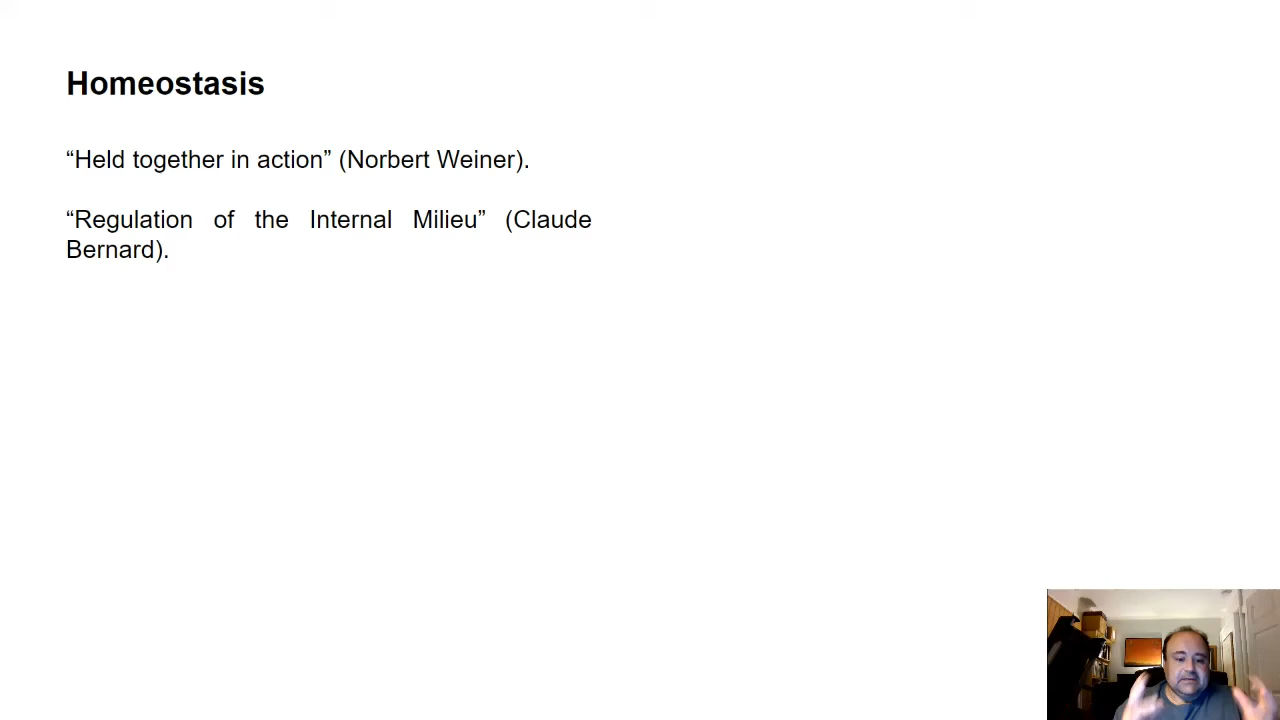 Homeostasis
“Held together in action” (Norbert Weiner).
“Regulation of the Internal Milieu” (Claude
Bernard).